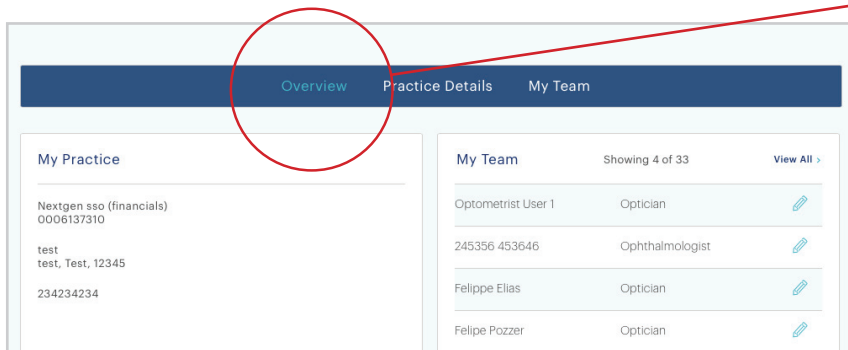 Overview Practice Details My Team
My Practice
Nextgen sso (financials)
0006137310
test
test, Test, 12345
234234234
My Team Showing 4 of 33 View All >
Optometrist User 1 Optician
245356 453646 Ophthalmologist
Felippe Elias Optician
Felipe Pozzer Optician